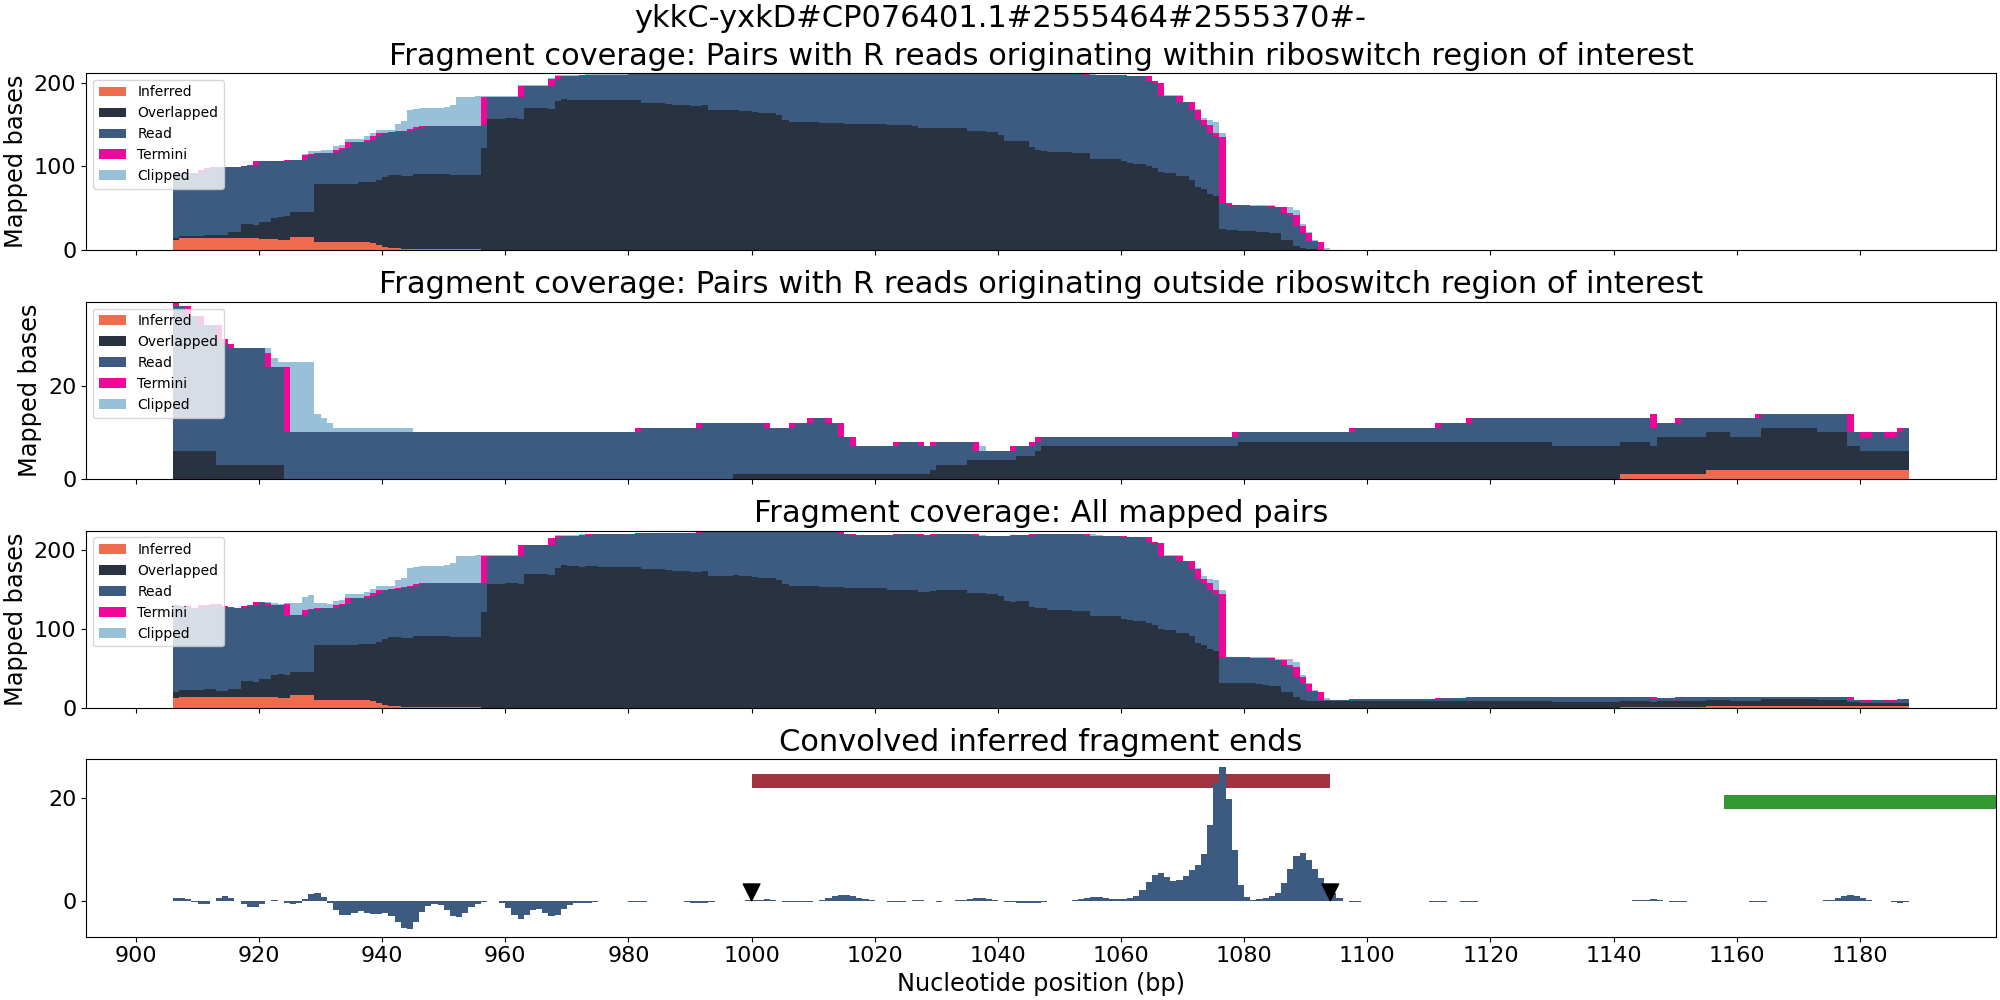 ykkC-yxkD#CP076401.1#2555464#2555370#-
Fragment coverage: Pairs with R reads originating within riboswitch region of interest
Mapped bases
200
100
0
Inferred
Overlapped
Read
Termini
Clipped
Fragment coverage: Pairs with R reads originating outside riboswitch region of interest
Mapped bases
20
0
Inferred
Overlapped
Read
Termini
Clipped
Fragment coverage: All mapped pairs
Mapped bases
200
100
0
Inferred
Overlapped
Read
Termini
Clipped
Convolved inferred fragment ends
20
0
900 920 940 960 980 1000 1020 1040 1060 1080 1100 1120 1140 1160 1180
Nucleotide position (bp)